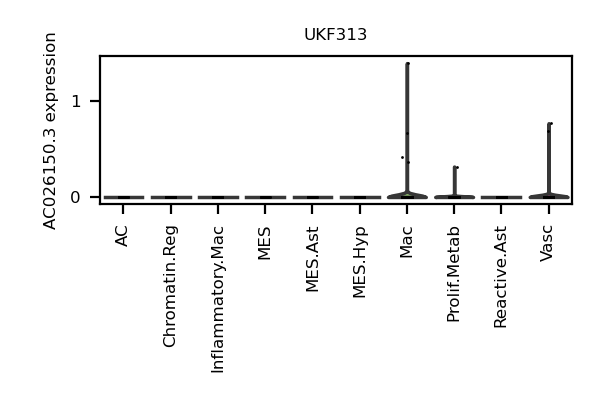 UKF313
AC026150.3 expression
1
0
AC
Chromatin.Reg
Inflammatory.Mac
MES
MES.Ast
MES.Hyp
Mac
Prolif.Metab
Reactive.Ast
Vasc